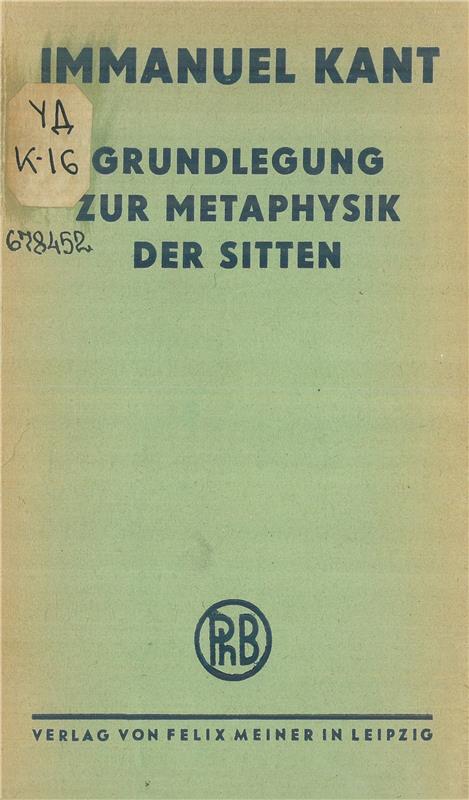 IMMANUEL KANT
УД
К-16
GRUNDLEGUNG
ZUR METAPHYSIK
DER SITTEN
678452
PhB
VERLAG VON FELIX MEINER IN LEIPZIG